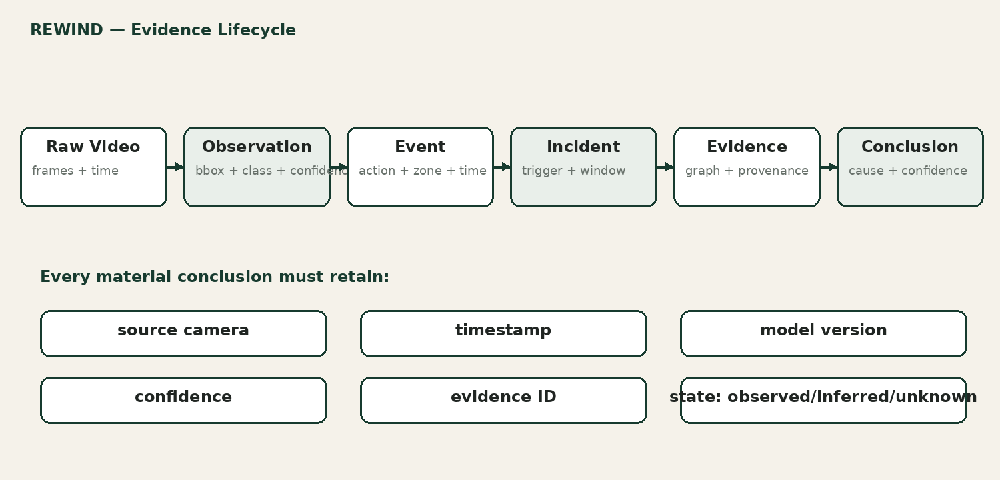 REWIND — Evidence Lifecycle
Raw Video
frames + time
Observation
bbox + class + confidenc
Event
action + zone + time
Incident
trigger + window
Evidence
graph + provenance
Conclusion
cause + confidence
Every material conclusion must retain:
source camera
timestamp
model version
confidence
evidence ID
state: observed/inferred/unknown